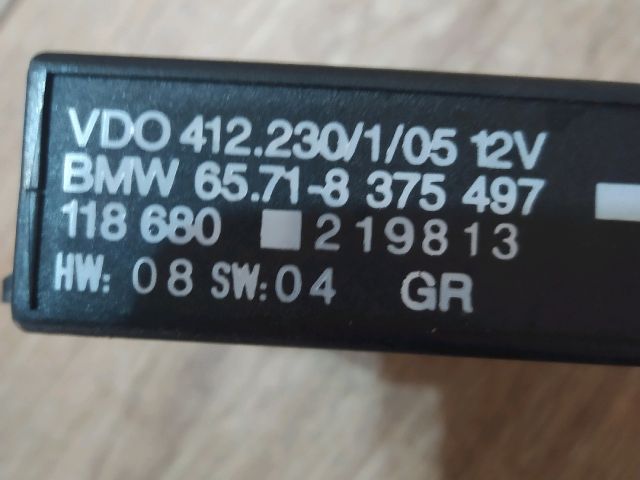 VDO 412.230/1/05 12V
BMW 65.71-8 375 497
118 680 219813
HW: 08 SW:04 GR